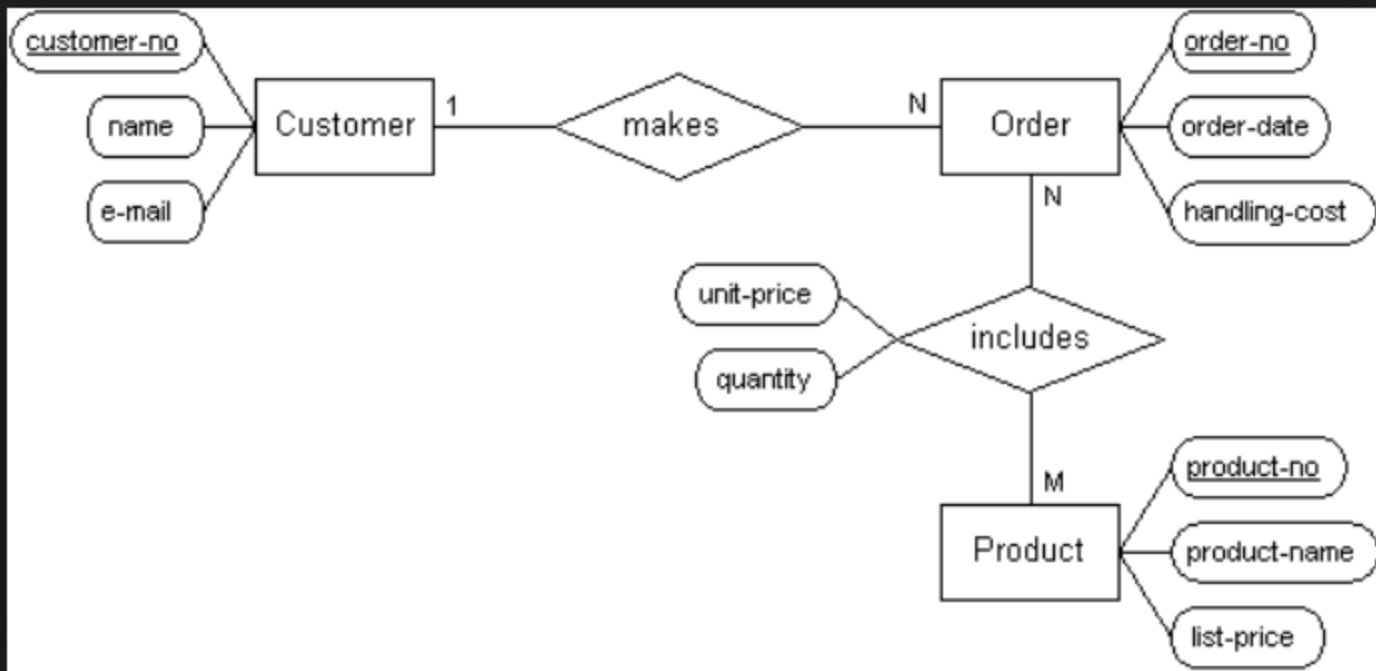 customer-no
name
e-mail
Customer
1
makes
N
Order
order-no
order-date
handling-cost
N
unit-price
quantity
includes
M
Product
product-no
product-name
list-price